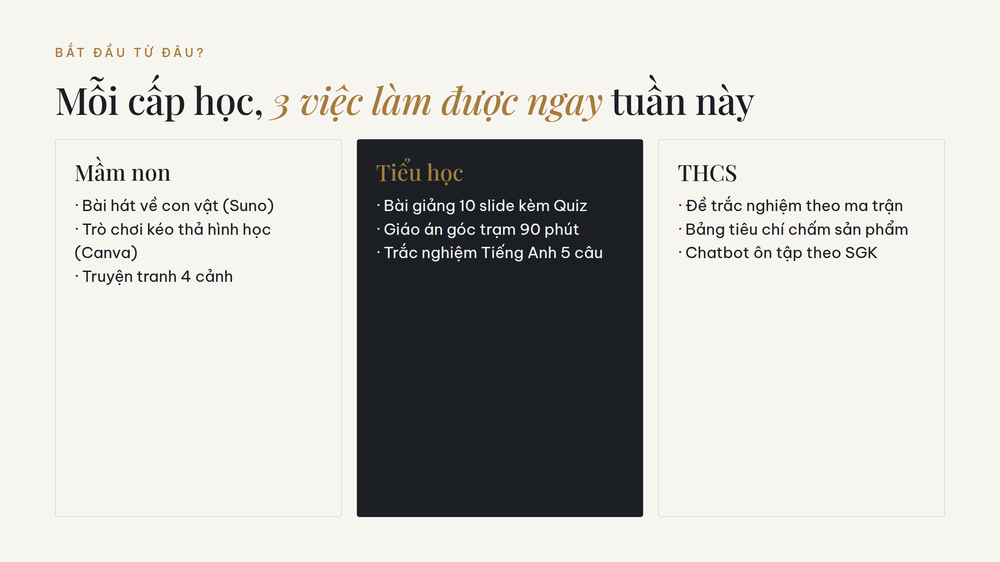 BẮT ĐẦU TỪ ĐÂU?
Mỗi cấp học, 3 việc làm được ngay tuần này
Mầm non
· Bài hát về con vật (Suno)
· Trò chơi kéo thả hình học
(Canva)
· Truyện tranh 4 cảnh
Tiểu học
· Bài giảng 10 slide kèm Quiz
· Giáo án góc trạm 90 phút
· Trắc nghiệm Tiếng Anh 5 câu
THCS
· Đề trắc nghiệm theo ma trận
· Bảng tiêu chí chấm sản phẩm
· Chatbot ôn tập theo SGK